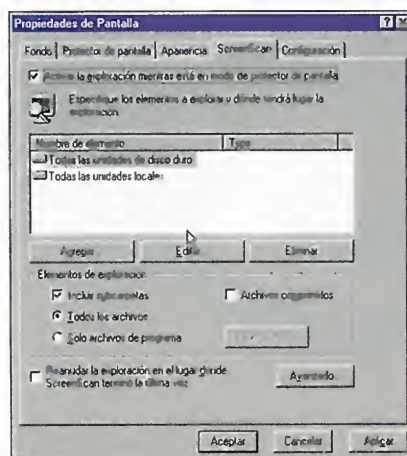 Propiedades de Pantalla
Fondo Protector de pantalla Apariencia ScreenScan Configuración
Activar la exploración mientras está en modo de protector de pantalla
Especifique los elementos a explorar y dónde tendrá lugar la
exploración.
Nombre de elemento Tipo
Todas las unidades de disco duro
Todas las unidades locales
Agregar... Editar Eliminar
Elementos de exploración
Incluir subcarpetas Archivos comprimidos
Todos los archivos
Solo archivos de programa
Reanudar la exploración en el lugar donde
ScreenScan terminó la última vez
Avanzado...
Aceptar Cancelar Aplicar